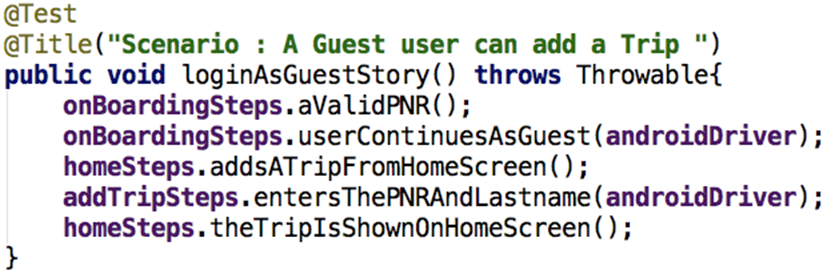 @Test
@Title("Scenario : A Guest user can add a Trip ")
public void loginAsGuestStory() throws Throwable{
    onBoardingSteps.aValidPNR();
    onBoardingSteps.userContinuesAsGuest(androidDriver);
    homeSteps.addsATripFromHomeScreen();
    addTripSteps.entersThePNRAndLastname(androidDriver);
    homeSteps.theTripIsShownOnHomeScreen();
}